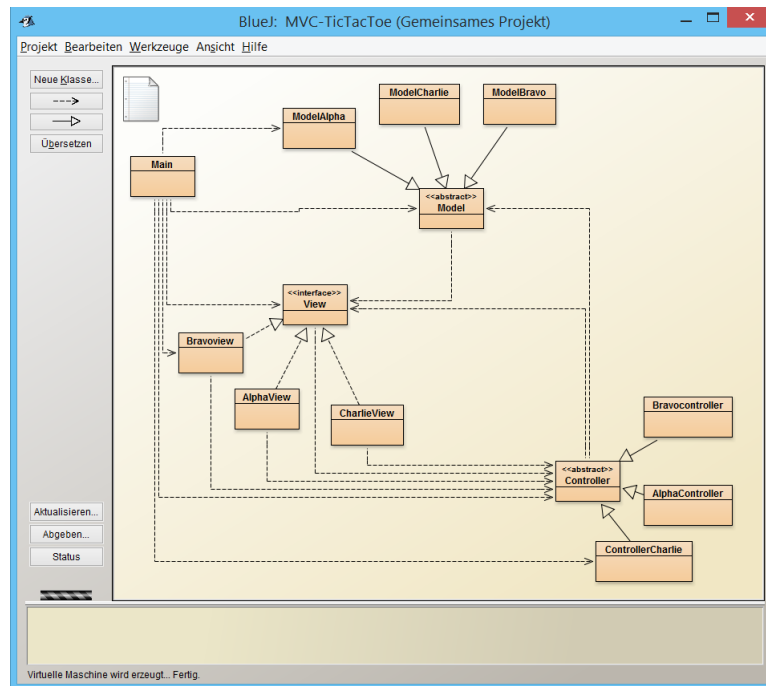 BlueJ: MVC-TicTacToe (Gemeinsames Projekt)
Projekt Bearbeiten Werkzeuge Ansicht Hilfe
Neue Klasse...
Übersetzen
ModelCharlie
ModelBravo
ModelAlpha
Main
<<abstract>>
Model
<<interface>>
View
Bravoview
AlphaView
CharlieView
Bravocontroller
<<abstract>>
Controller
AlphaController
ControllerCharlie
Aktualisieren...
Abgeben...
Status
Virtuelle Maschine wird erzeugt... Fertig.